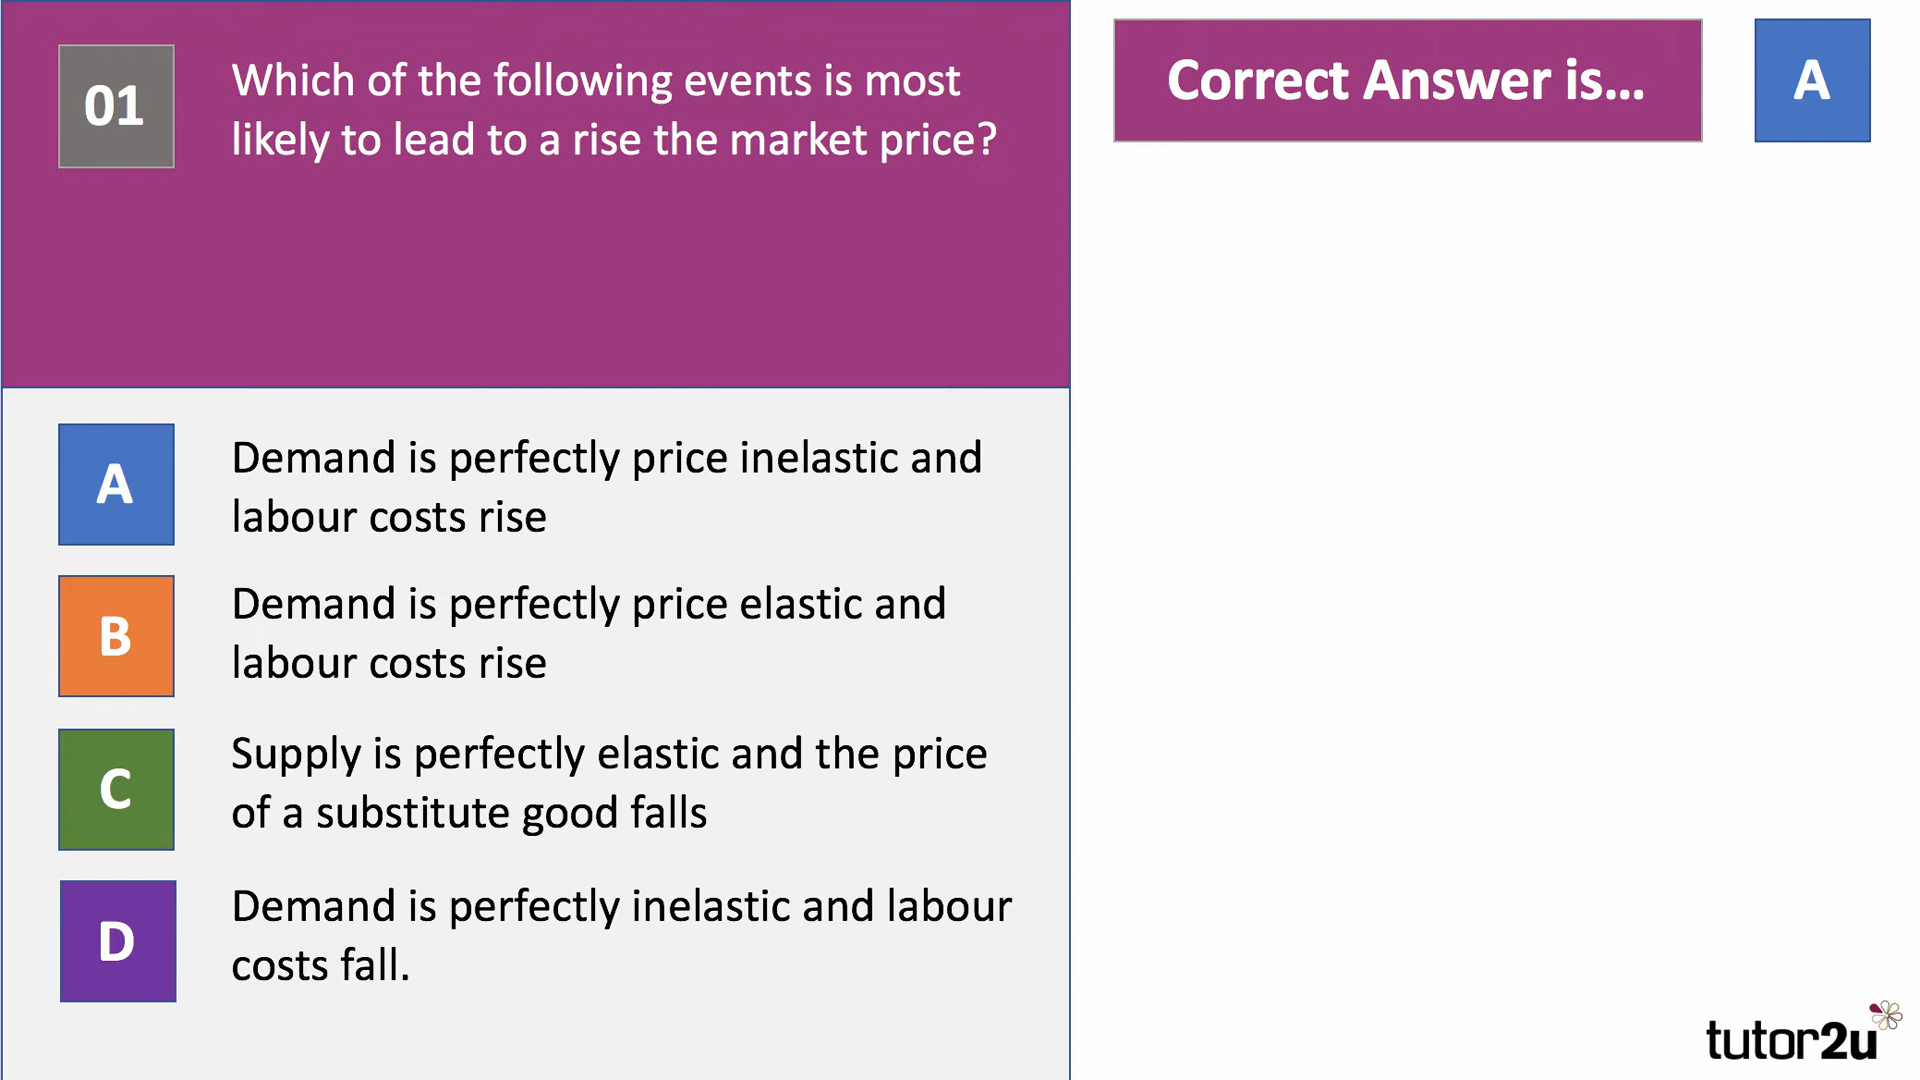 01
Which of the following events is most
likely to lead to a rise the market price?
A
Demand is perfectly price inelastic and
labour costs rise
B
Demand is perfectly price elastic and
labour costs rise
C
Supply is perfectly elastic and the price
of a substitute good falls
D
Demand is perfectly inelastic and labour
costs fall.
Correct Answer is...
A
tutor2u